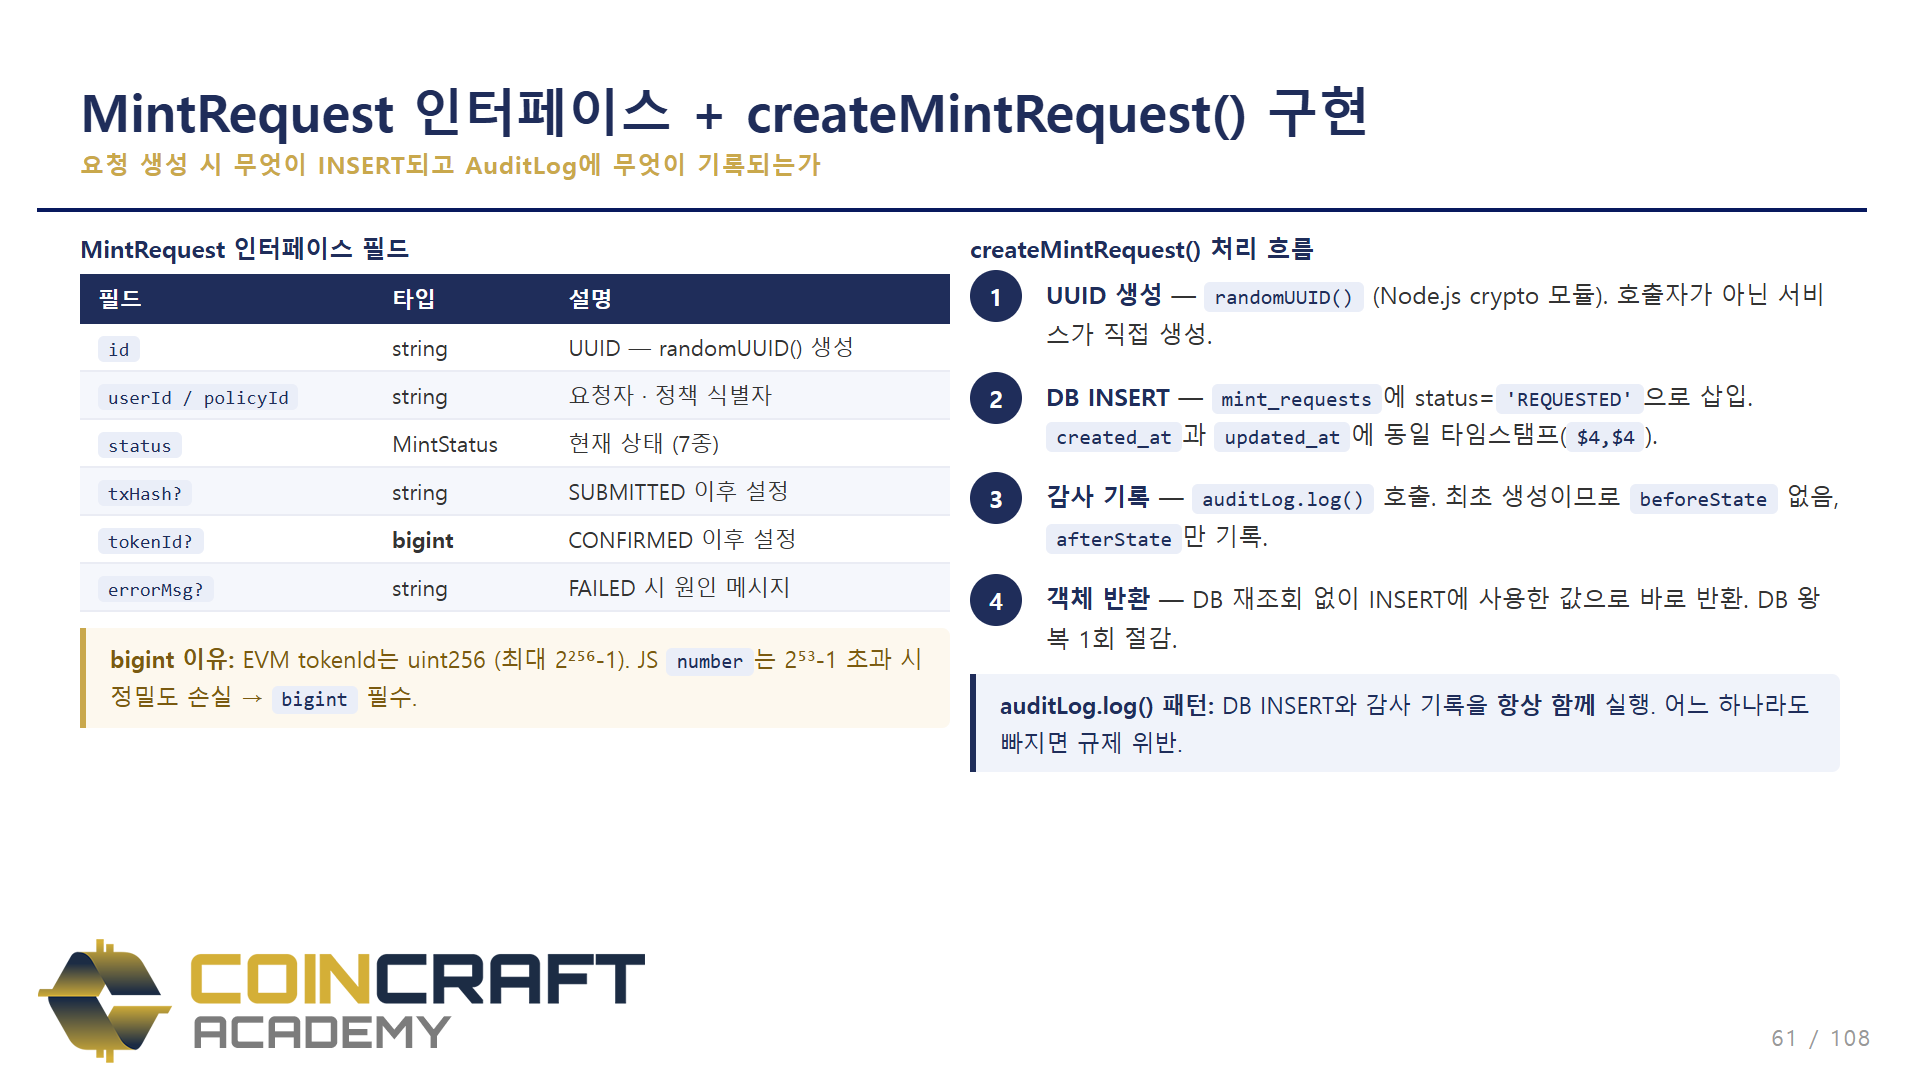 MintRequest 인터페이스 + createMintRequest() 구현
요청 생성 시 무엇이 INSERT되고 AuditLog에 무엇이 기록되는가
MintRequest 인터페이스 필드
필드 타입 설명
id string UUID — randomUUID() 생성
userId / policyId string 요청자 · 정책 식별자
status MintStatus 현재 상태 (7종)
txHash? string SUBMITTED 이후 설정
tokenId? bigint CONFIRMED 이후 설정
errorMsg? string FAILED 시 원인 메시지
bigint 이유: EVM tokenId는 uint256 (최대 2²⁵⁶-1). JS number는 2⁵³-1 초과 시
정밀도 손실 → bigint 필수.
createMintRequest() 처리 흐름
1 UUID 생성 — randomUUID() (Node.js crypto 모듈). 호출자가 아닌 서비
스가 직접 생성.
2 DB INSERT — mint_requests에 status='REQUESTED'으로 삽입.
created_at과 updated_at에 동일 타임스탬프($4,$4).
3 감사 기록 — auditLog.log() 호출. 최초 생성이므로 beforeState 없음,
afterState만 기록.
4 객체 반환 — DB 재조회 없이 INSERT에 사용한 값으로 바로 반환. DB 왕
복 1회 절감.
auditLog.log() 패턴: DB INSERT와 감사 기록을 항상 함께 실행. 어느 하나라도
빠지면 규제 위반.
COINCRAFT
ACADEMY
61 / 108